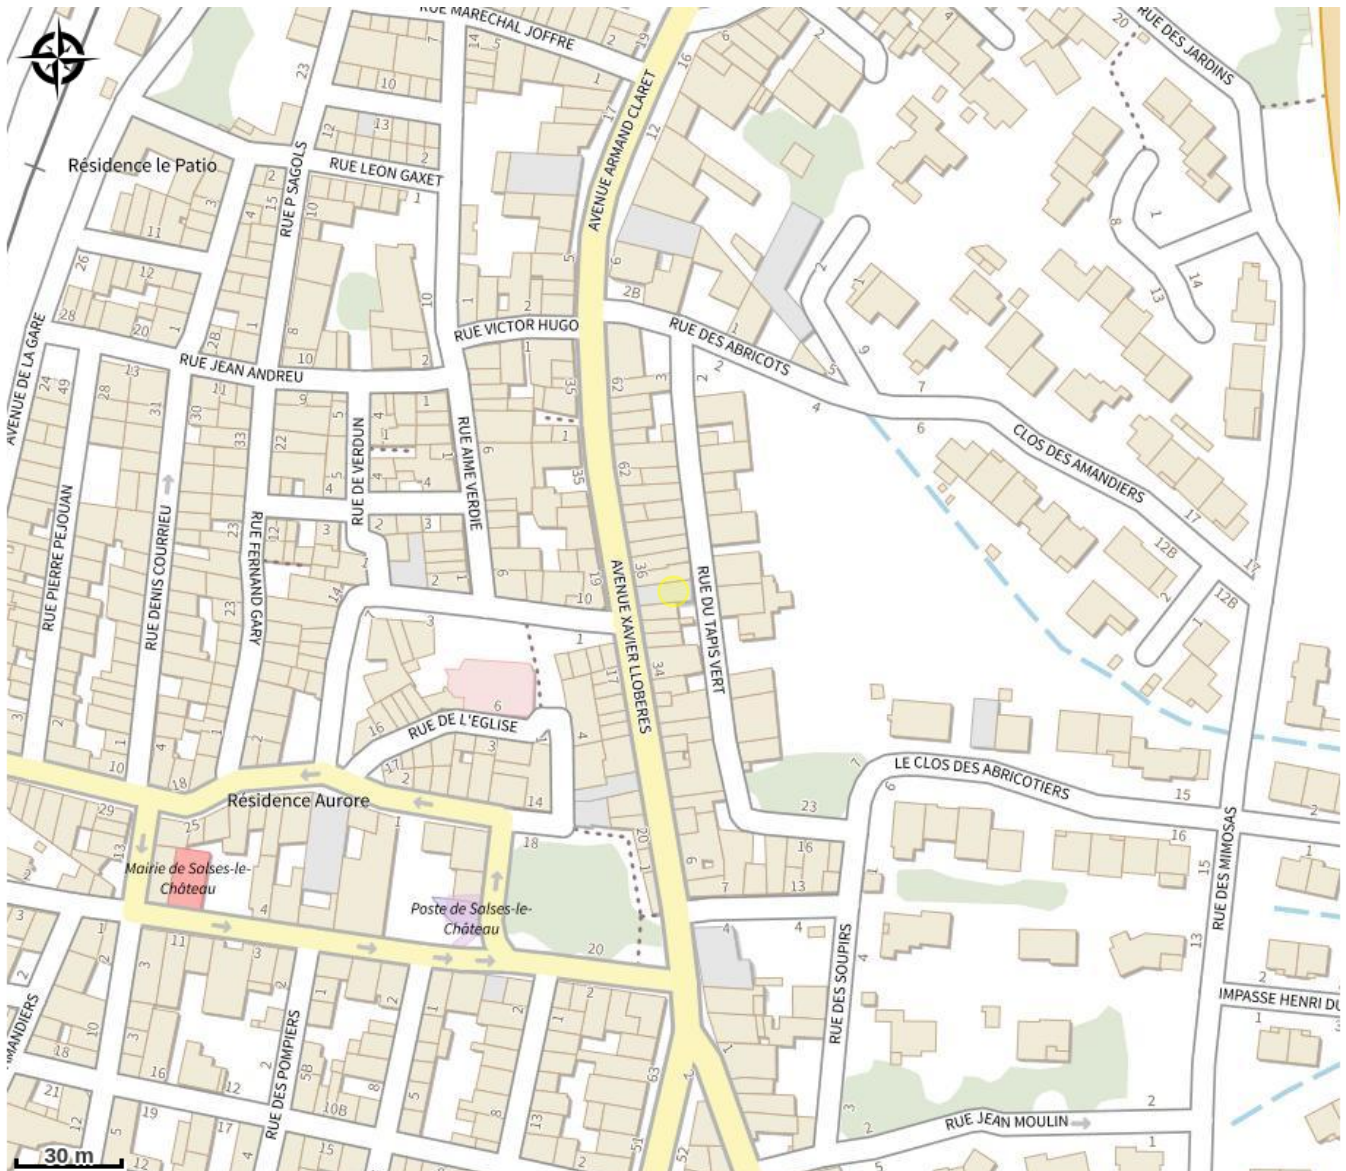 RUE MARECHAL JOFFRE
RUE DES JARDINS
AVENUE ARMAND CLARET
Résidence le Patio
RUE LEON GAXET
RUE P SAGOLS
RUE VICTOR HUGO
RUE DES ABRICOTS
AVENUE DE LA GARE
RUE JEAN ANDREU
RUE DE VERDUN
RUE AIME VERDIE
CLOS DES AMANDIERS
RUE PIERRE PEJOUAN
RUE DENIS COURRIEU
RUE FERNAND GARY
AVENUE XAVIER LLOBERES
RUE DU TAPIS VERT
RUE DE L'EGLISE
LE CLOS DES ABRICOTIERS
Résidence Aurore
RUE DES MIMOSAS
Mairie de Salses-le-
Château
Poste de Salses-le-
Château
RUE DES SOUPIRS
IMPASSE HENRI DU
AMANDIERS
RUE DES POMPIERS
RUE JEAN MOULIN
30 m